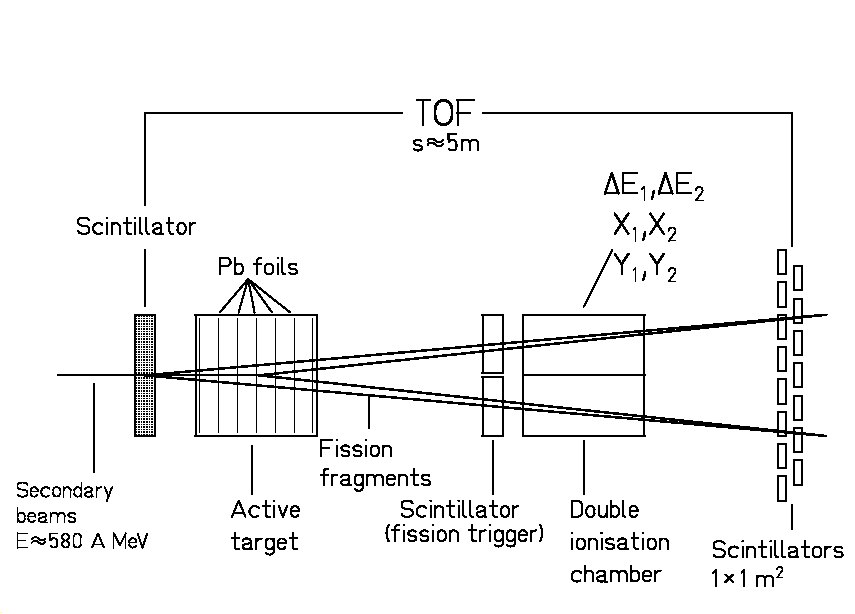 TOF
s≈5m
ΔE₁,ΔE₂
X₁,X₂
Y₁,Y₂
Scintillator
Pb foils
Fission
fragments
Secondary
beams
E≈580 A MeV
Active
target
Scintillator
(fission trigger)
Double
ionisation
chamber
Scintillators
1×1 m²